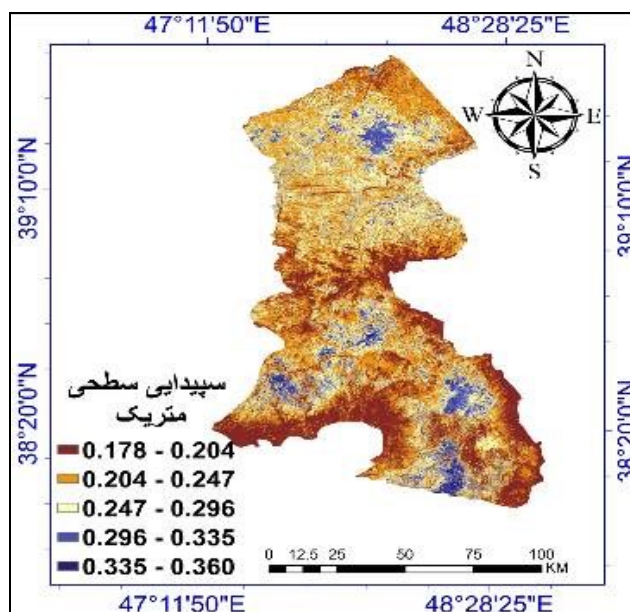 47°11'50"E 48°28'25"E
N
W E
S
39°10'0"N
39°10'0"N
38°20'0"N
38°20'0"N
سپیدایی سطحی
متریک
0.178 - 0.204
0.204 - 0.247
0.247 - 0.296
0.296 - 0.335
0.335 - 0.360
0 12.5 25 50 75 100
KM
47°11'50"E 48°28'25"E